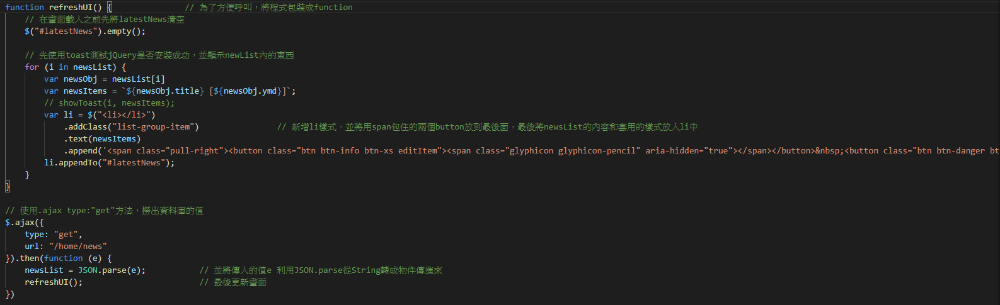 function refreshUI() {               // 為了方便呼叫，將程式包裝成function
    // 在畫面載入之前先將latestNews清空
    $("#latestNews").empty();

    // 先使用toast測試jQuery是否安裝成功，並顯示newList內的東西
    for (i in newsList) {
        var newsObj = newsList[i]
        var newsItems = `${newsObj.title} [${newsObj.ymd}]`;
        // showToast(i, newsItems);
        var li = $("<li></li>")
            .addClass("list-group-item")                // 新增li樣式，並將用span包住的兩個button放到最後面，最後將newsList的內容和套用的樣式放入li中
            .text(newsItems)
            .append('<span class="pull-right"><button class="btn btn-info btn-xs editItem"><span class="glyphicon glyphicon-pencil" aria-hidden="true"></span></button>&nbsp;<button class="btn btn-danger bt
        li.appendTo("#latestNews");
    }
}

// 使用.ajax type:"get"方法，撈出資料庫的值
$.ajax({
    type: "get",
    url: "/home/news"
}).then(function (e) {
    newsList = JSON.parse(e);           // 並將傳入的值e 利用JSON.parse從String轉成物件傳進來
    refreshUI();                        // 最後更新畫面
})